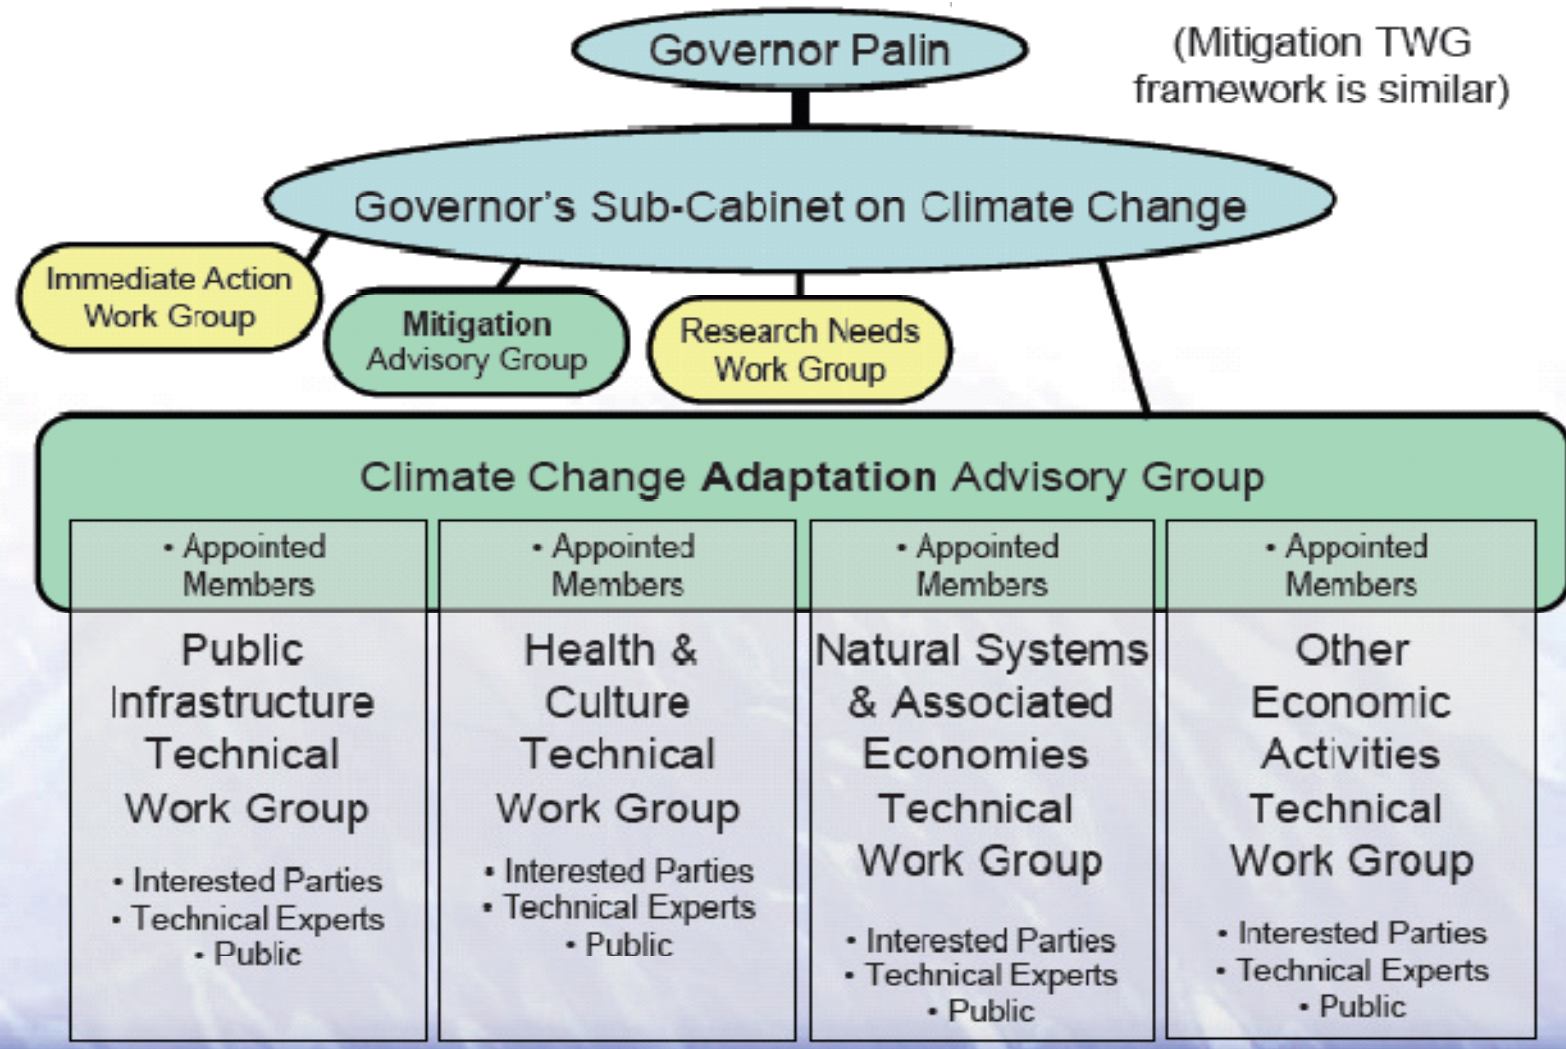 Governor Palin
(Mitigation TWG
framework is similar)
Governor's Sub-Cabinet on Climate Change
Immediate Action
Work Group
Mitigation
Advisory Group
Research Needs
Work Group
Climate Change Adaptation Advisory Group
• Appointed
Members
Public
Infrastructure
Technical
Work Group
• Interested Parties
• Technical Experts
• Public
• Appointed
Members
Health &
Culture
Technical
Work Group
• Interested Parties
• Technical Experts
• Public
• Appointed
Members
Natural Systems
& Associated
Economies
Technical
Work Group
• Interested Parties
• Technical Experts
• Public
• Appointed
Members
Other
Economic
Activities
Technical
Work Group
• Interested Parties
• Technical Experts
• Public